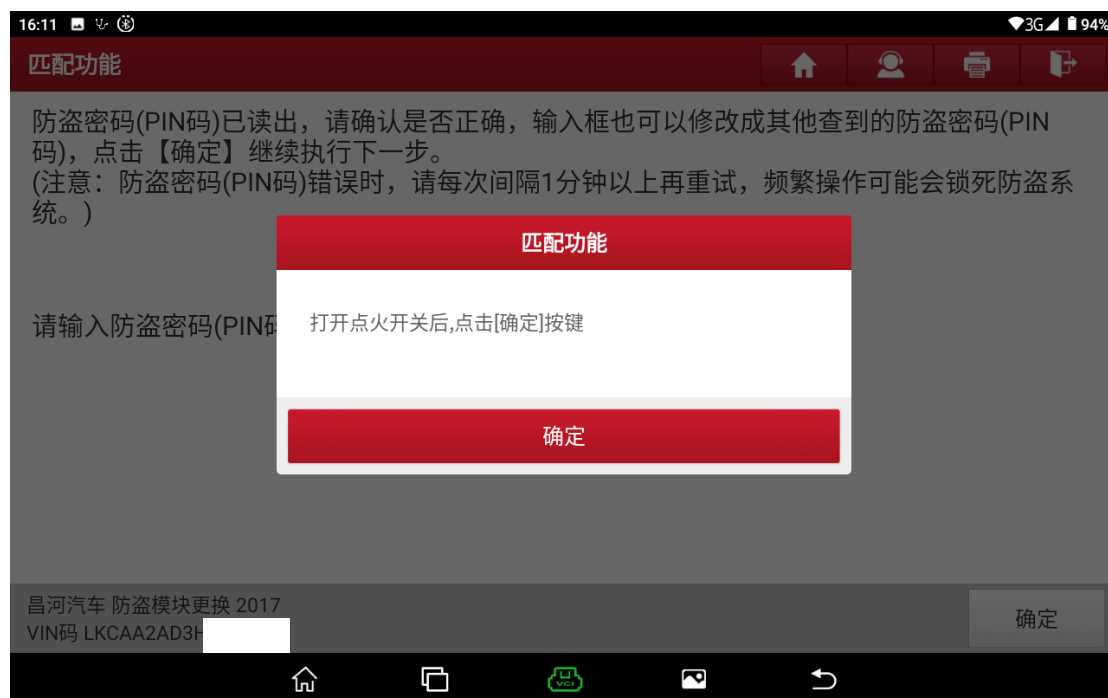 16:11
3G
94%
匹配功能
防盗密码(PIN码)已读出，请确认是否正确，输入框也可以修改成其他查到的防盗密码(PIN
码)，点击【确定】继续执行下一步。
(注意：防盗密码(PIN码)错误时，请每次间隔1分钟以上再重试，频繁操作可能会锁死防盗系
统。)
匹配功能
请输入防盗密码(PIN
打开点火开关后,点击[确定]按键
确定
昌河汽车 防盗模块更换 2017
VIN码 LKCAA2AD3H
确定
VCI